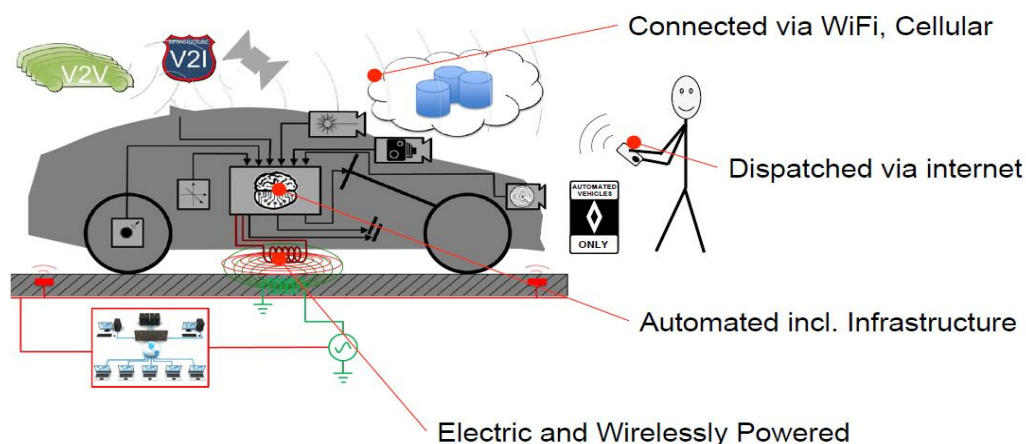 Connected via WiFi, Cellular
V2V
INFRASTRUCTURE
V2I
Dispatched via internet
AUTOMATED
VEHICLES
ONLY
Automated incl. Infrastructure
Electric and Wirelessly Powered